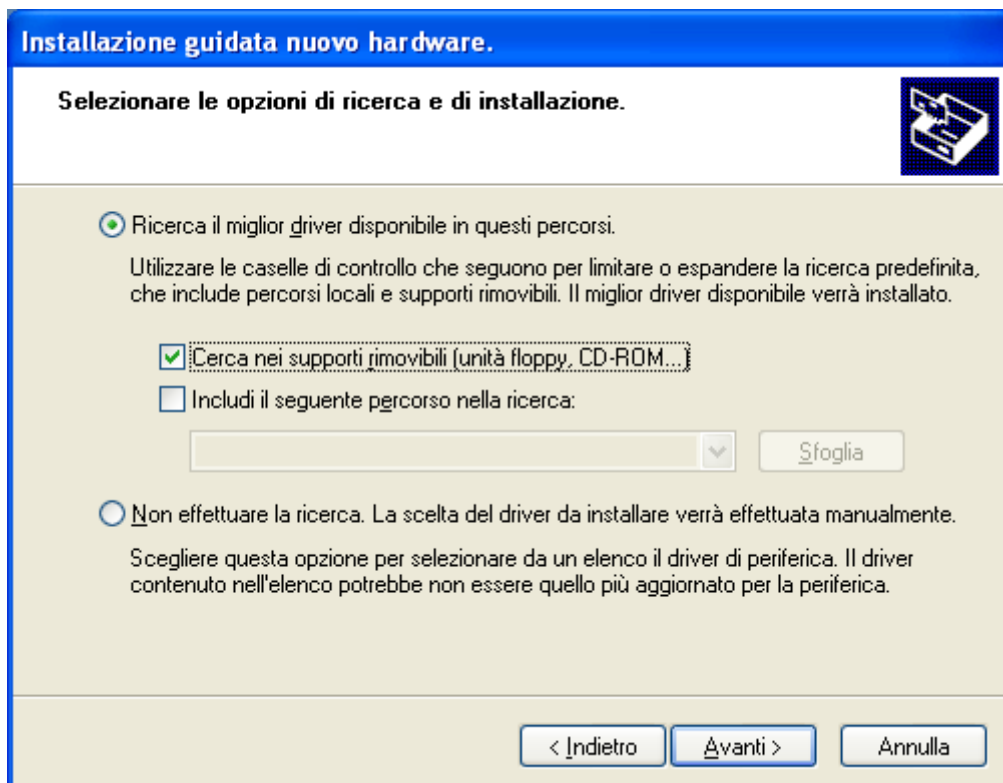 Installazione guidata nuovo hardware.
Selezionare le opzioni di ricerca e di installazione.
Ricerca il miglior driver disponibile in questi percorsi.
Utilizzare le caselle di controllo che seguono per limitare o espandere la ricerca predefinita,
che include percorsi locali e supporti rimovibili. Il miglior driver disponibile verrà installato.
Cerca nei supporti rimovibili (unità floppy, CD-ROM...)
Includi il seguente percorso nella ricerca:
Sfoglia
Non effettuare la ricerca. La scelta del driver da installare verrà effettuata manualmente.
Scegliere questa opzione per selezionare da un elenco il driver di periferica. Il driver
contenuto nell'elenco potrebbe non essere quello più aggiornato per la periferica.
< Indietro Avanti > Annulla